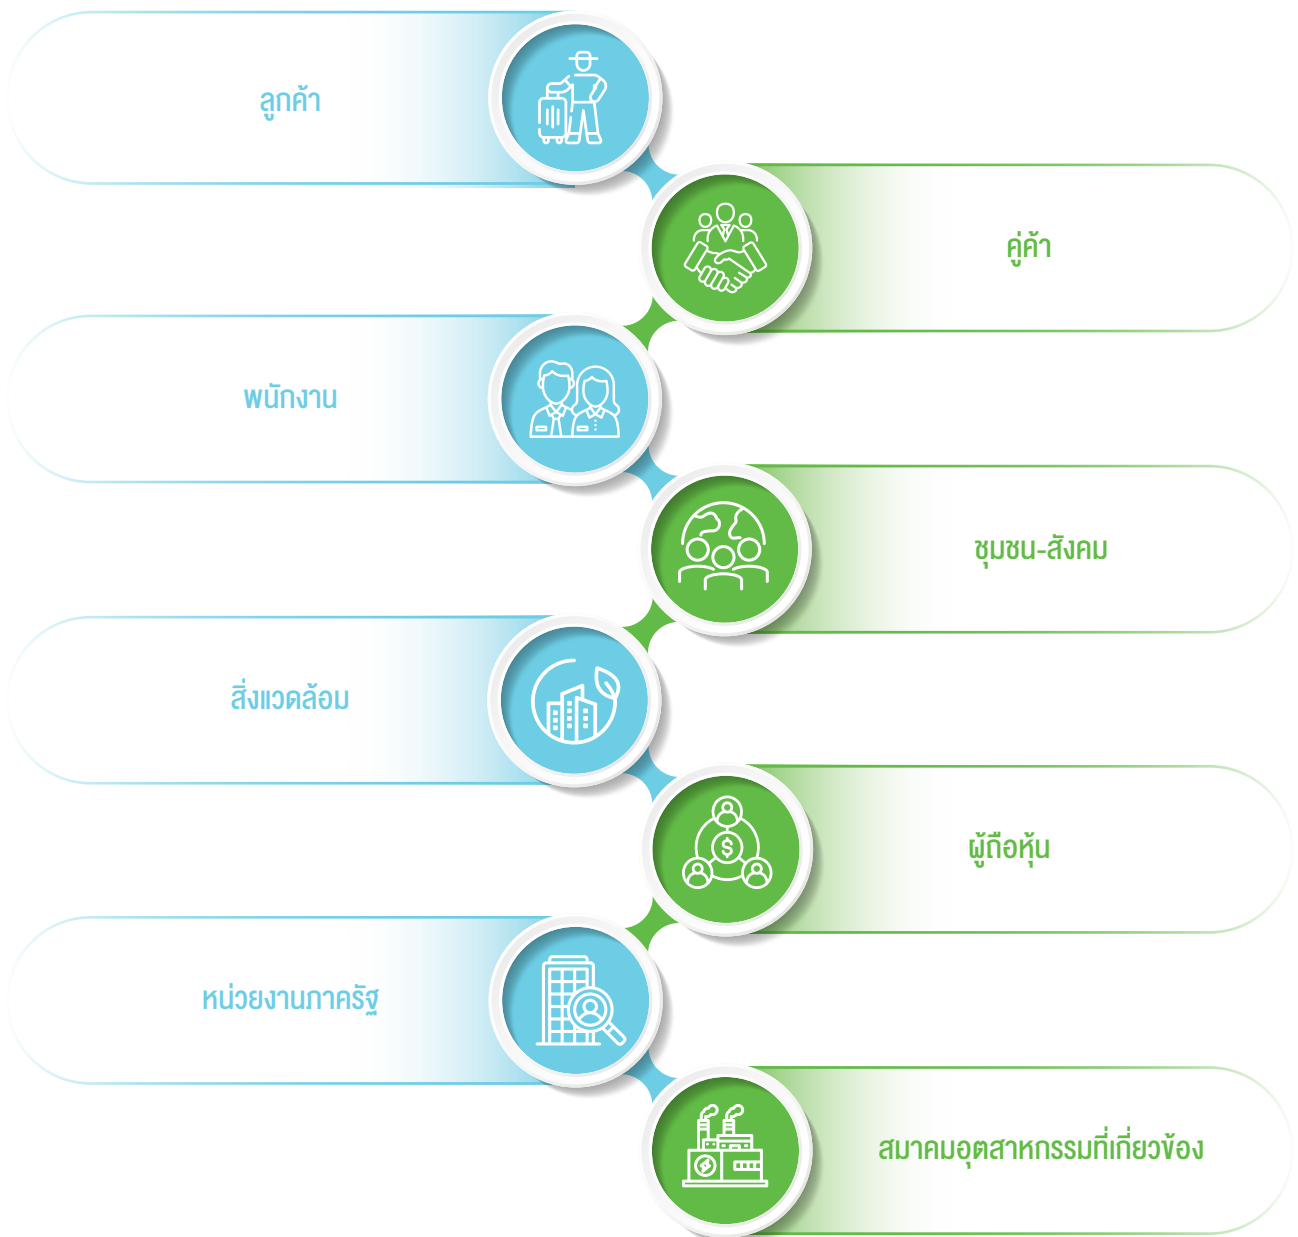 ลูกค้า
คู่ค้า
พนักงาน
ชุมชน-สังคม
สิ่งแวดล้อม
ผู้ถือหุ้น
$
หน่วยงานภาครัฐ
สมาคมอุตสาหกรรมที่เกี่ยวข้อง